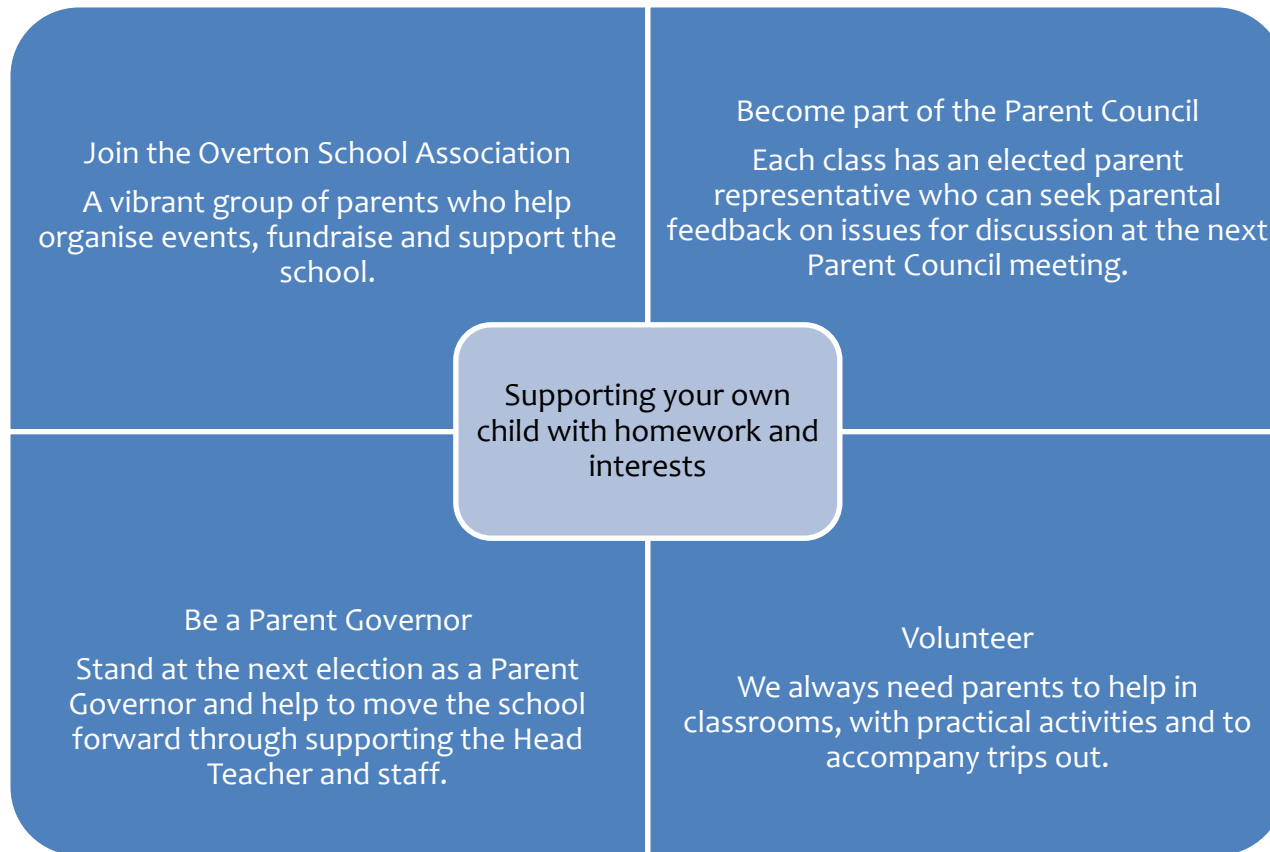 Join the Overton School Association
A vibrant group of parents who help
organise events, fundraise and support the
school.
Become part of the Parent Council
Each class has an elected parent
representative who can seek parental
feedback on issues for discussion at the next
Parent Council meeting.
Supporting your own
child with homework and
interests
Be a Parent Governor
Stand at the next election as a Parent
Governor and help to move the school
forward through supporting the Head
Teacher and staff.
Volunteer
We always need parents to help in
classrooms, with practical activities and to
accompany trips out.